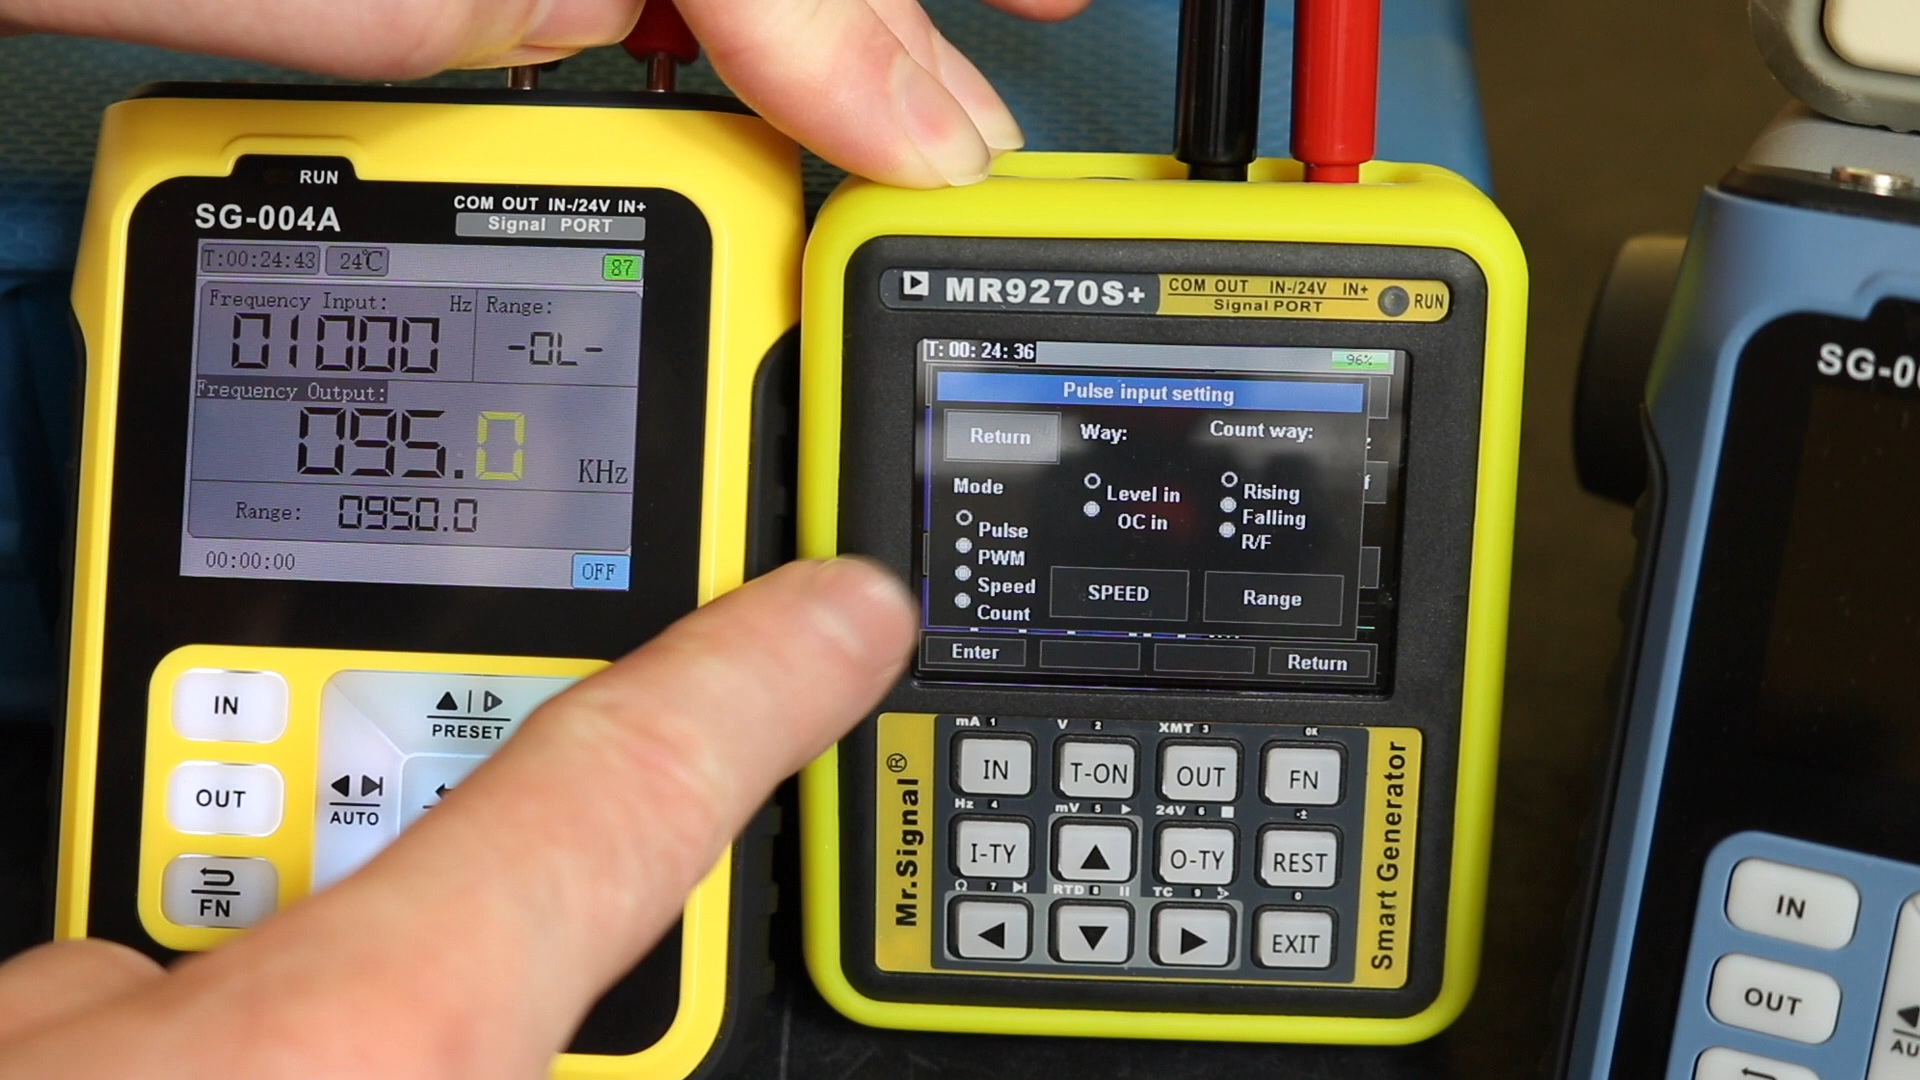 RUN
SG-004A
COM OUT IN-/24V IN+
Signal PORT
T:00:24:43 24℃ 87
Frequency Input: Hz Range:
01000 -OL-
Frequency Output:
095.0 KHz
Range: 0950.0
00:00:00 OFF
IN
PRESET
OUT
AUTO
FN
MR9270S+
COM OUT IN-/24V IN+
Signal PORT
RUN
T: 00: 24: 36 96%
Pulse input setting
Return Way: Count way:
Mode
Level in
OC in
Rising
Falling
R/F
Pulse
PWM
Speed
Count
SPEED Range
Enter Return
mA 1 V 2 XMT 3 OK
IN T-ON OUT FN
Hz 4 mV 5 24V 6 -±
I-TY O-TY REST
Ω 7 RTD 8 TC 9 0
EXIT
Mr.Signal®
Smart Generator
SG-0
IN
OUT
AU